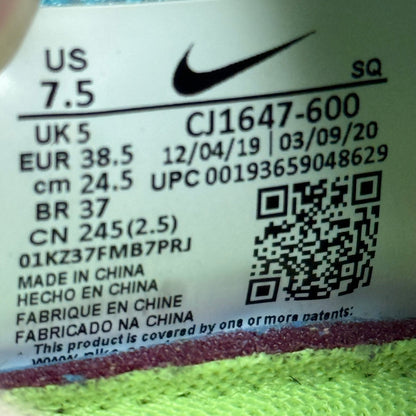 US
7.5
SQ
UK 5
CJ1647-600
EUR 38.5
12/04/19 | 03/09/20
cm 24.5
UPC 00193659048629
BR 37
CN 245(2.5)
01KZ37FMB7PRJ
MADE IN CHINA
HECHO EN CHINA
FABRIQUE EN CHINE
FABRICADO NA CHINA
This product is covered by one or more patents: